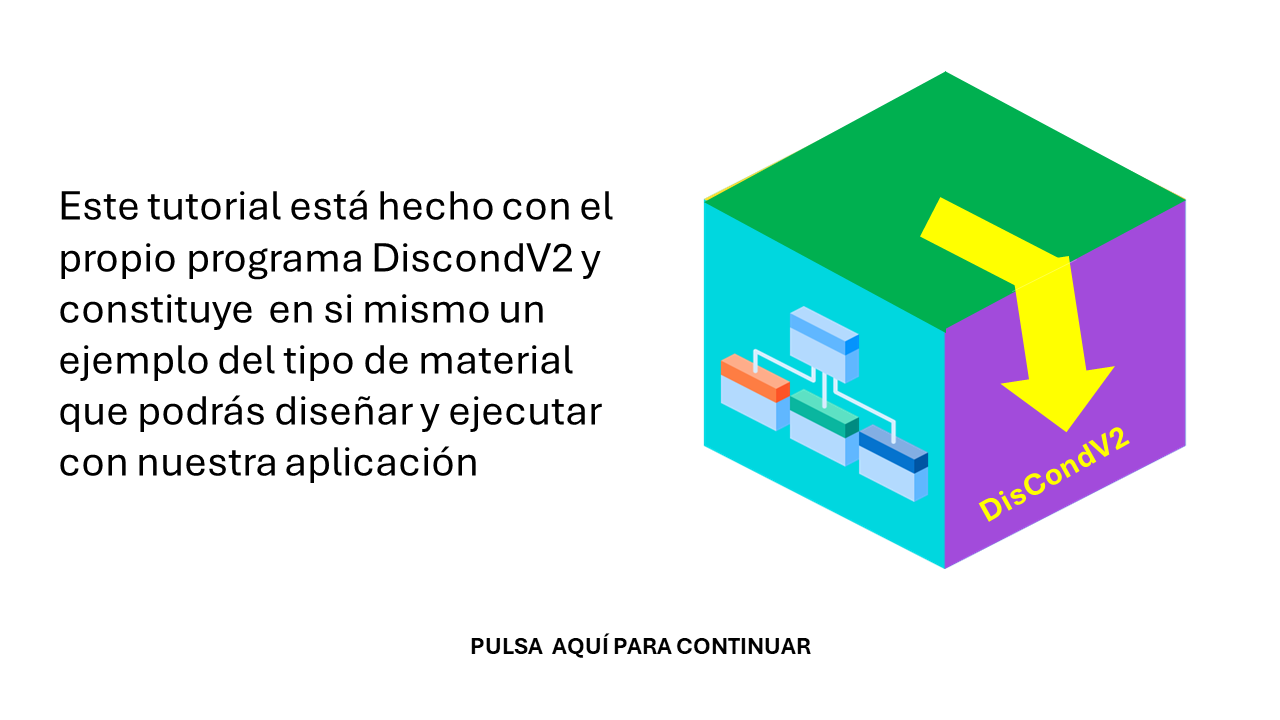 Este tutorial está hecho con el
propio programa DiscondV2 y
constituye  en si mismo un
ejemplo del tipo de material
que podrás diseñar y ejecutar
con nuestra aplicación
DisCondV2
PULSA  AQUÍ PARA CONTINUAR